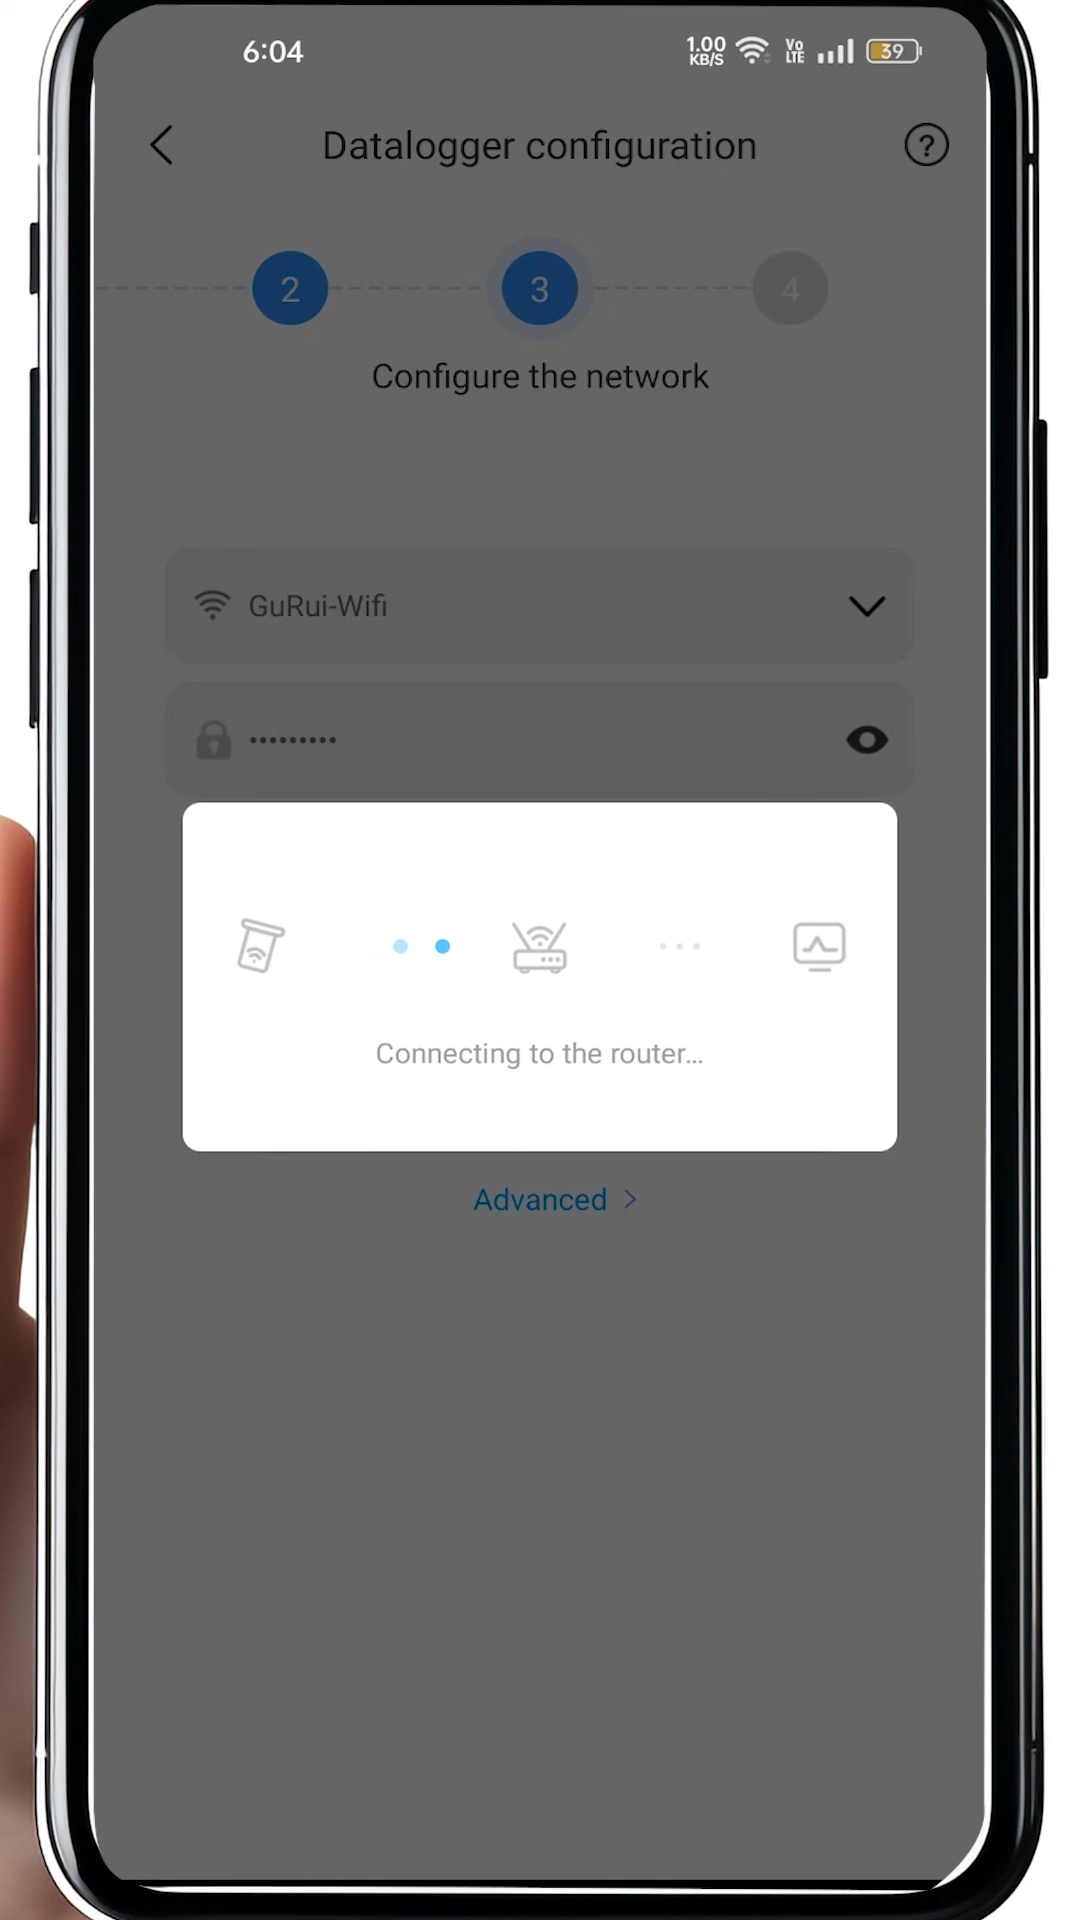 6:04
1.00 KB/S
Vo LTE
39
Datalogger configuration
?
2
3
4
Configure the network
GuRui-Wifi
•••••••••
Connecting to the router...
Advanced >